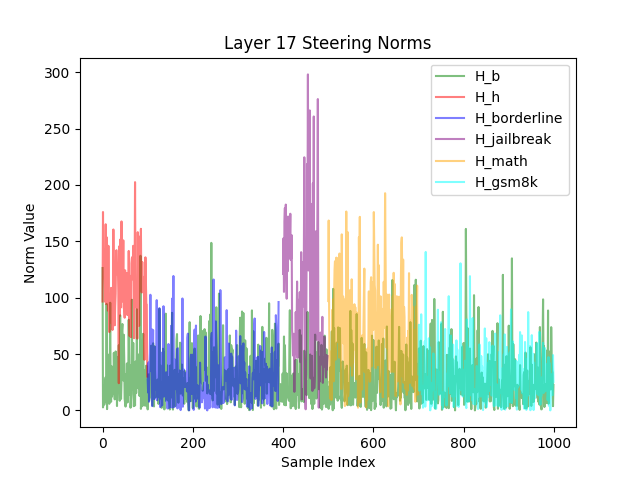 Layer 17 Steering Norms
300
250
200
150
100
50
0
Norm Value
H_b
H_h
H_borderline
H_jailbreak
H_math
H_gsm8k
0
200
400
600
800
1000
Sample Index